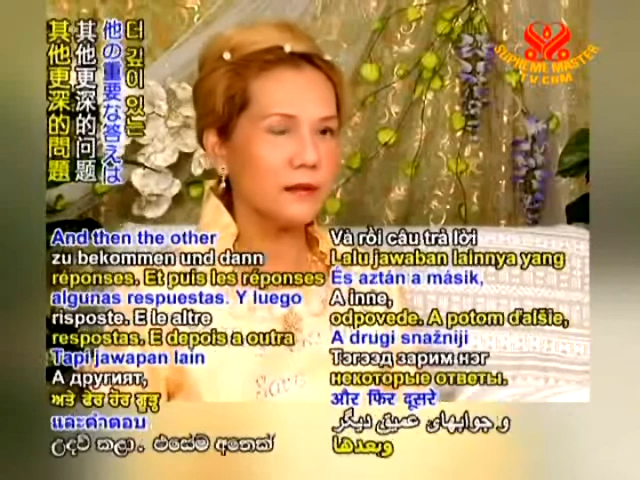 더 깊이 있는
他の重要な答えは
其他更深的问题
其他更深的問題
SUPREME MASTER
TV.COM
And then the other
zu bekommen und dann
réponses. Et puis les réponses
algunas respuestas. Y luego
risposte. E le altre
respostas. E depois a outra
Tapi jawapan lain
А другият,
ਅਤੇ ਫੇਰ ਹੋਰ ਗੂੜ੍ਹ
และคำตอบ
Và rồi câu trả lời
Lalu jawaban lainnya yang
És aztán a másik,
A inne,
odpovede. A potom ďalšie,
A drugi snažniji
Тэгээд зарим нэг
некоторые ответы.
और फिर दूसरे
و جوابهای عمیق دیگر
وبعدها